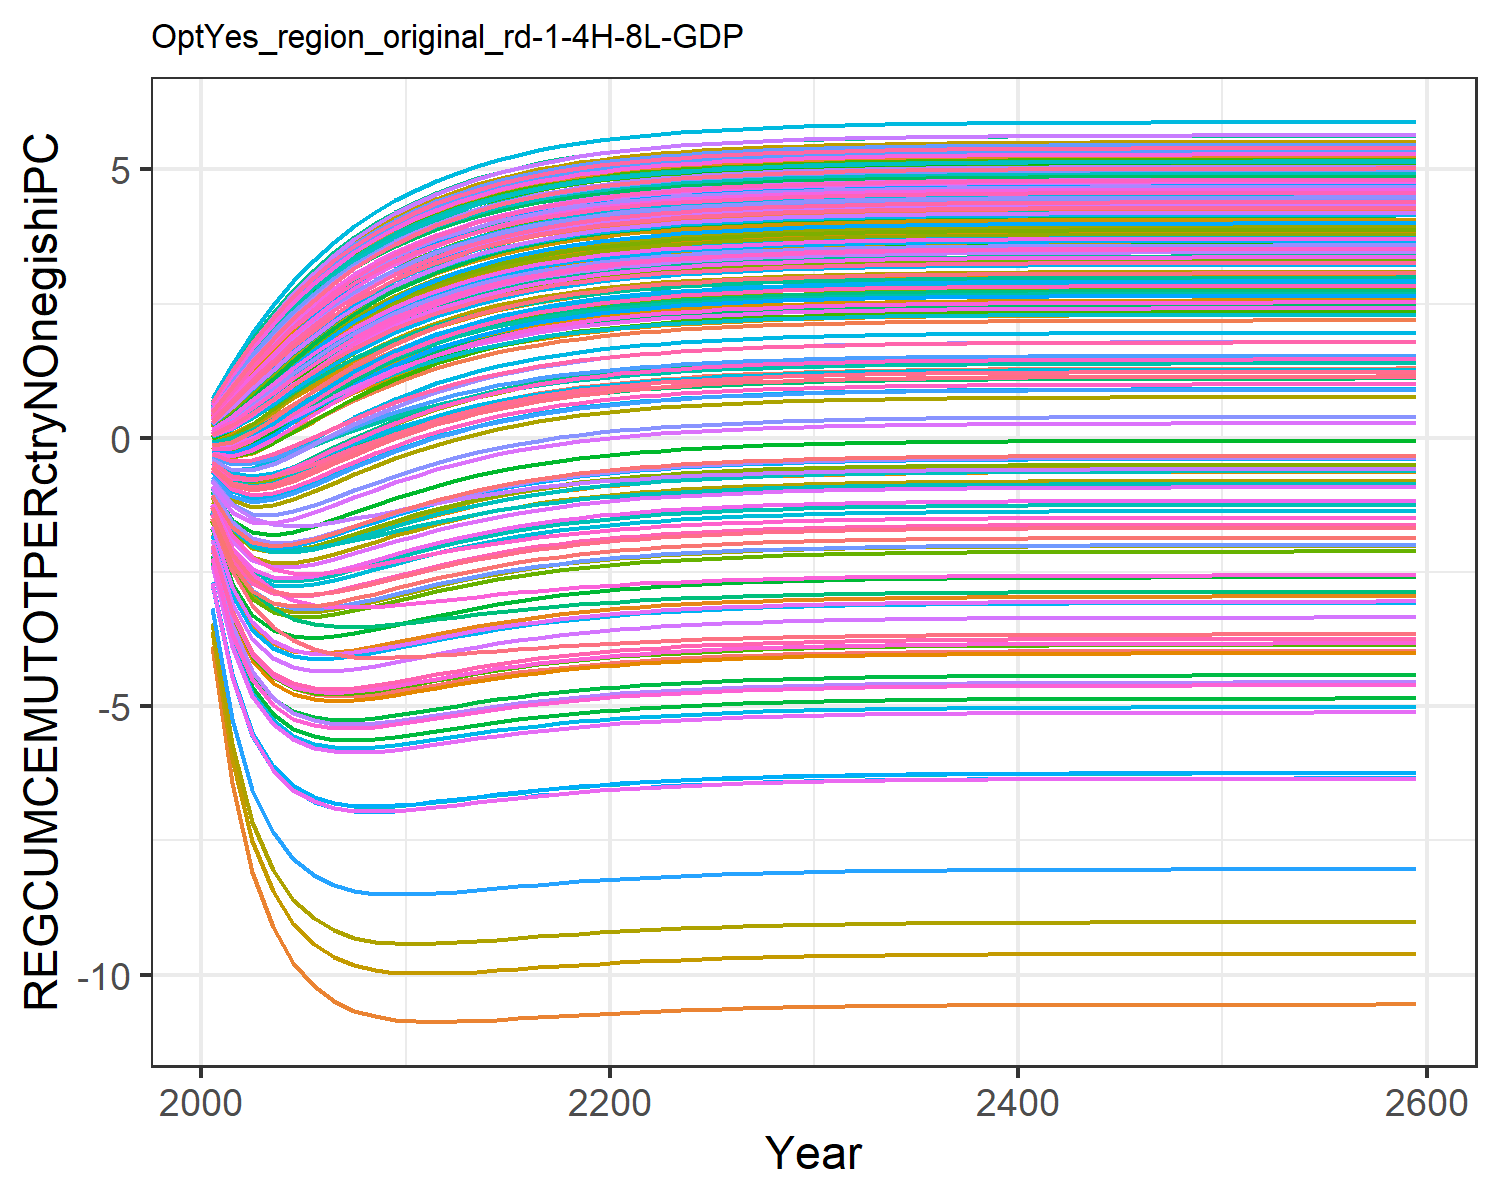 OptYes_region_original_rd-1-4H-8L-GDP
REGCUMCEMUTOTPERctryNOnegishiPC
5
0
-5
-10
2000
2200
2400
2600
Year